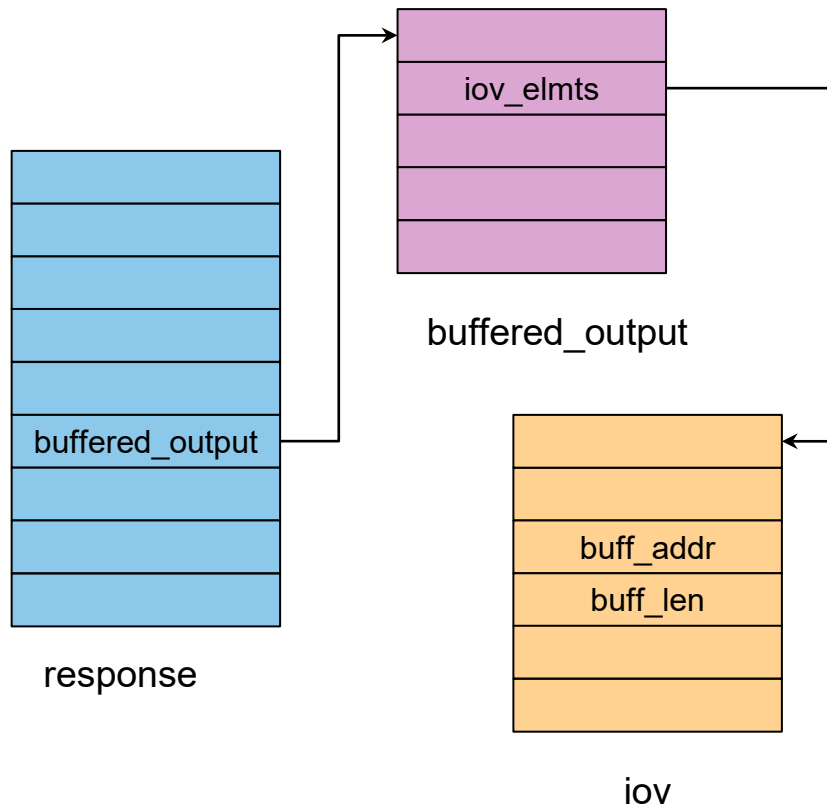 iov_elmts
buffered_output
buffered_output
response
buff_addr
buff_len
iov